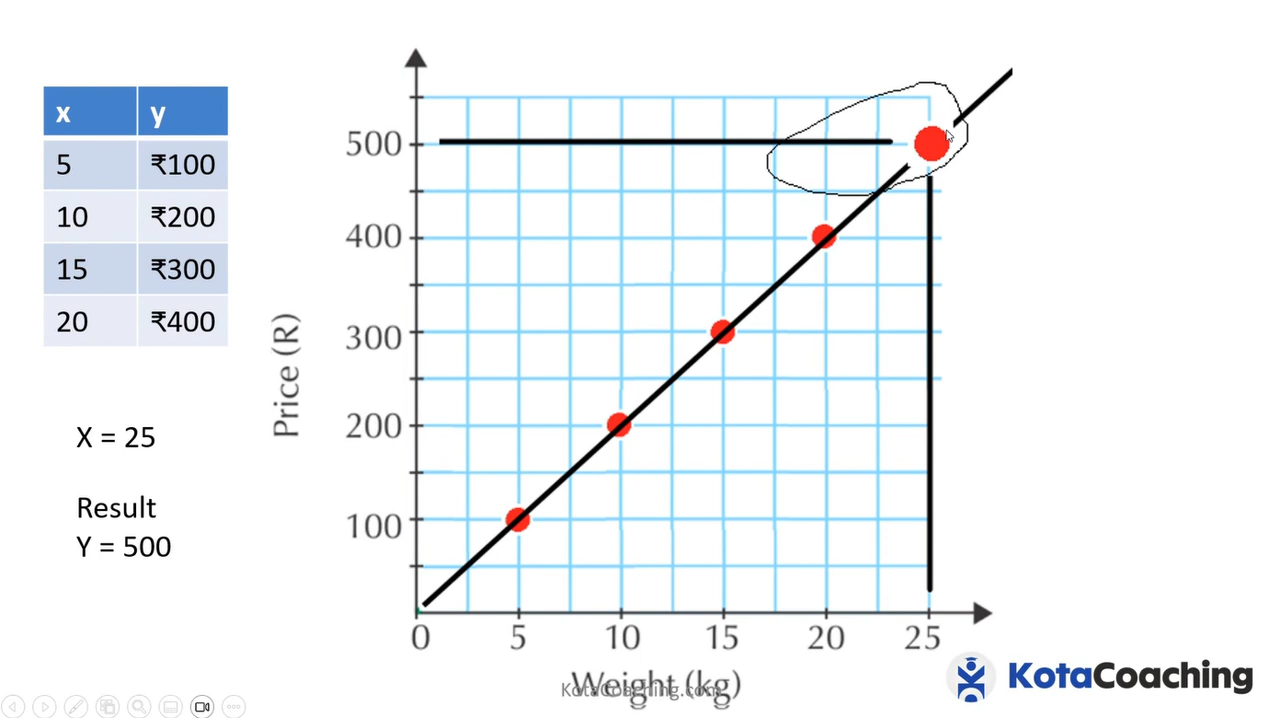 x y
5 ₹100
10 ₹200
15 ₹300
20 ₹400
X = 25
Result
Y = 500
Price (R)
500
400
300
200
100
0 5 10 15 20 25
Weight (kg)
KotaCoaching.com
KotaCoaching